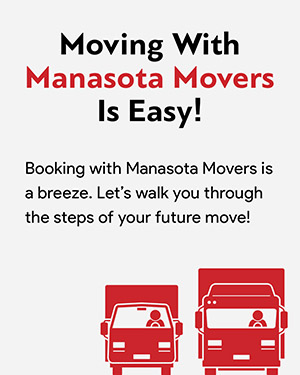 Moving With
Manasota Movers
Is Easy!
Booking with Manasota Movers is
a breeze. Let’s walk you through
the steps of your future move!